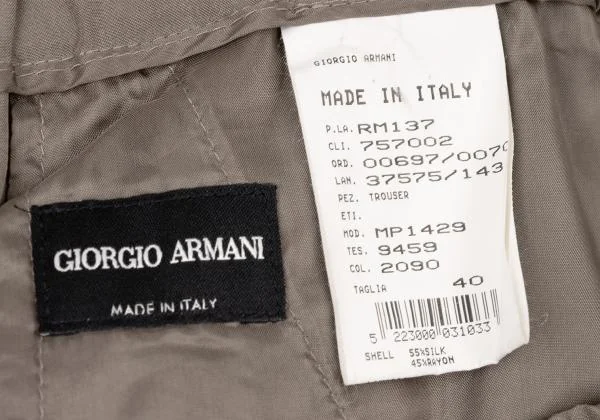 GIORGIO ARMANI
MADE IN ITALY
P.LA. RM137
CLI. 757002
ORD. 00697/0070
LAN. 37575/143
PEZ. TROUSER
ETI.
MOD. MP1429
TES. 9459
COL. 2090
TAGLIA 40
5 223000 031033
SHELL 55%SILK
45%RAYON
GIORGIO ARMANI
MADE IN ITALY